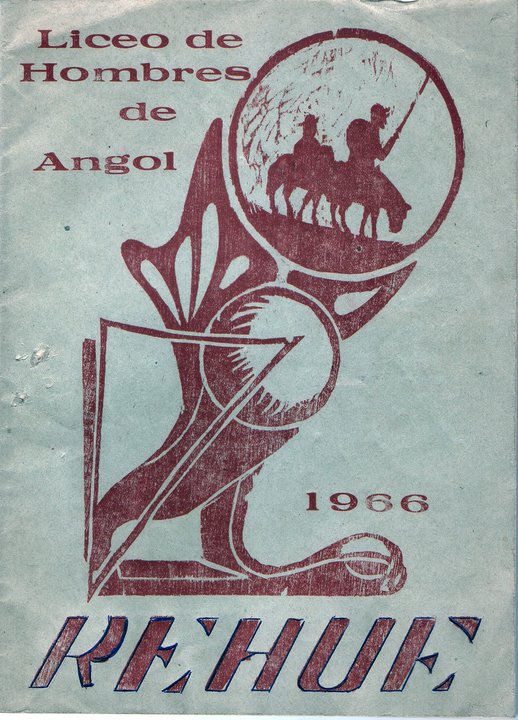 Liceo de
Hombres
de
Angol
1966
REHUE